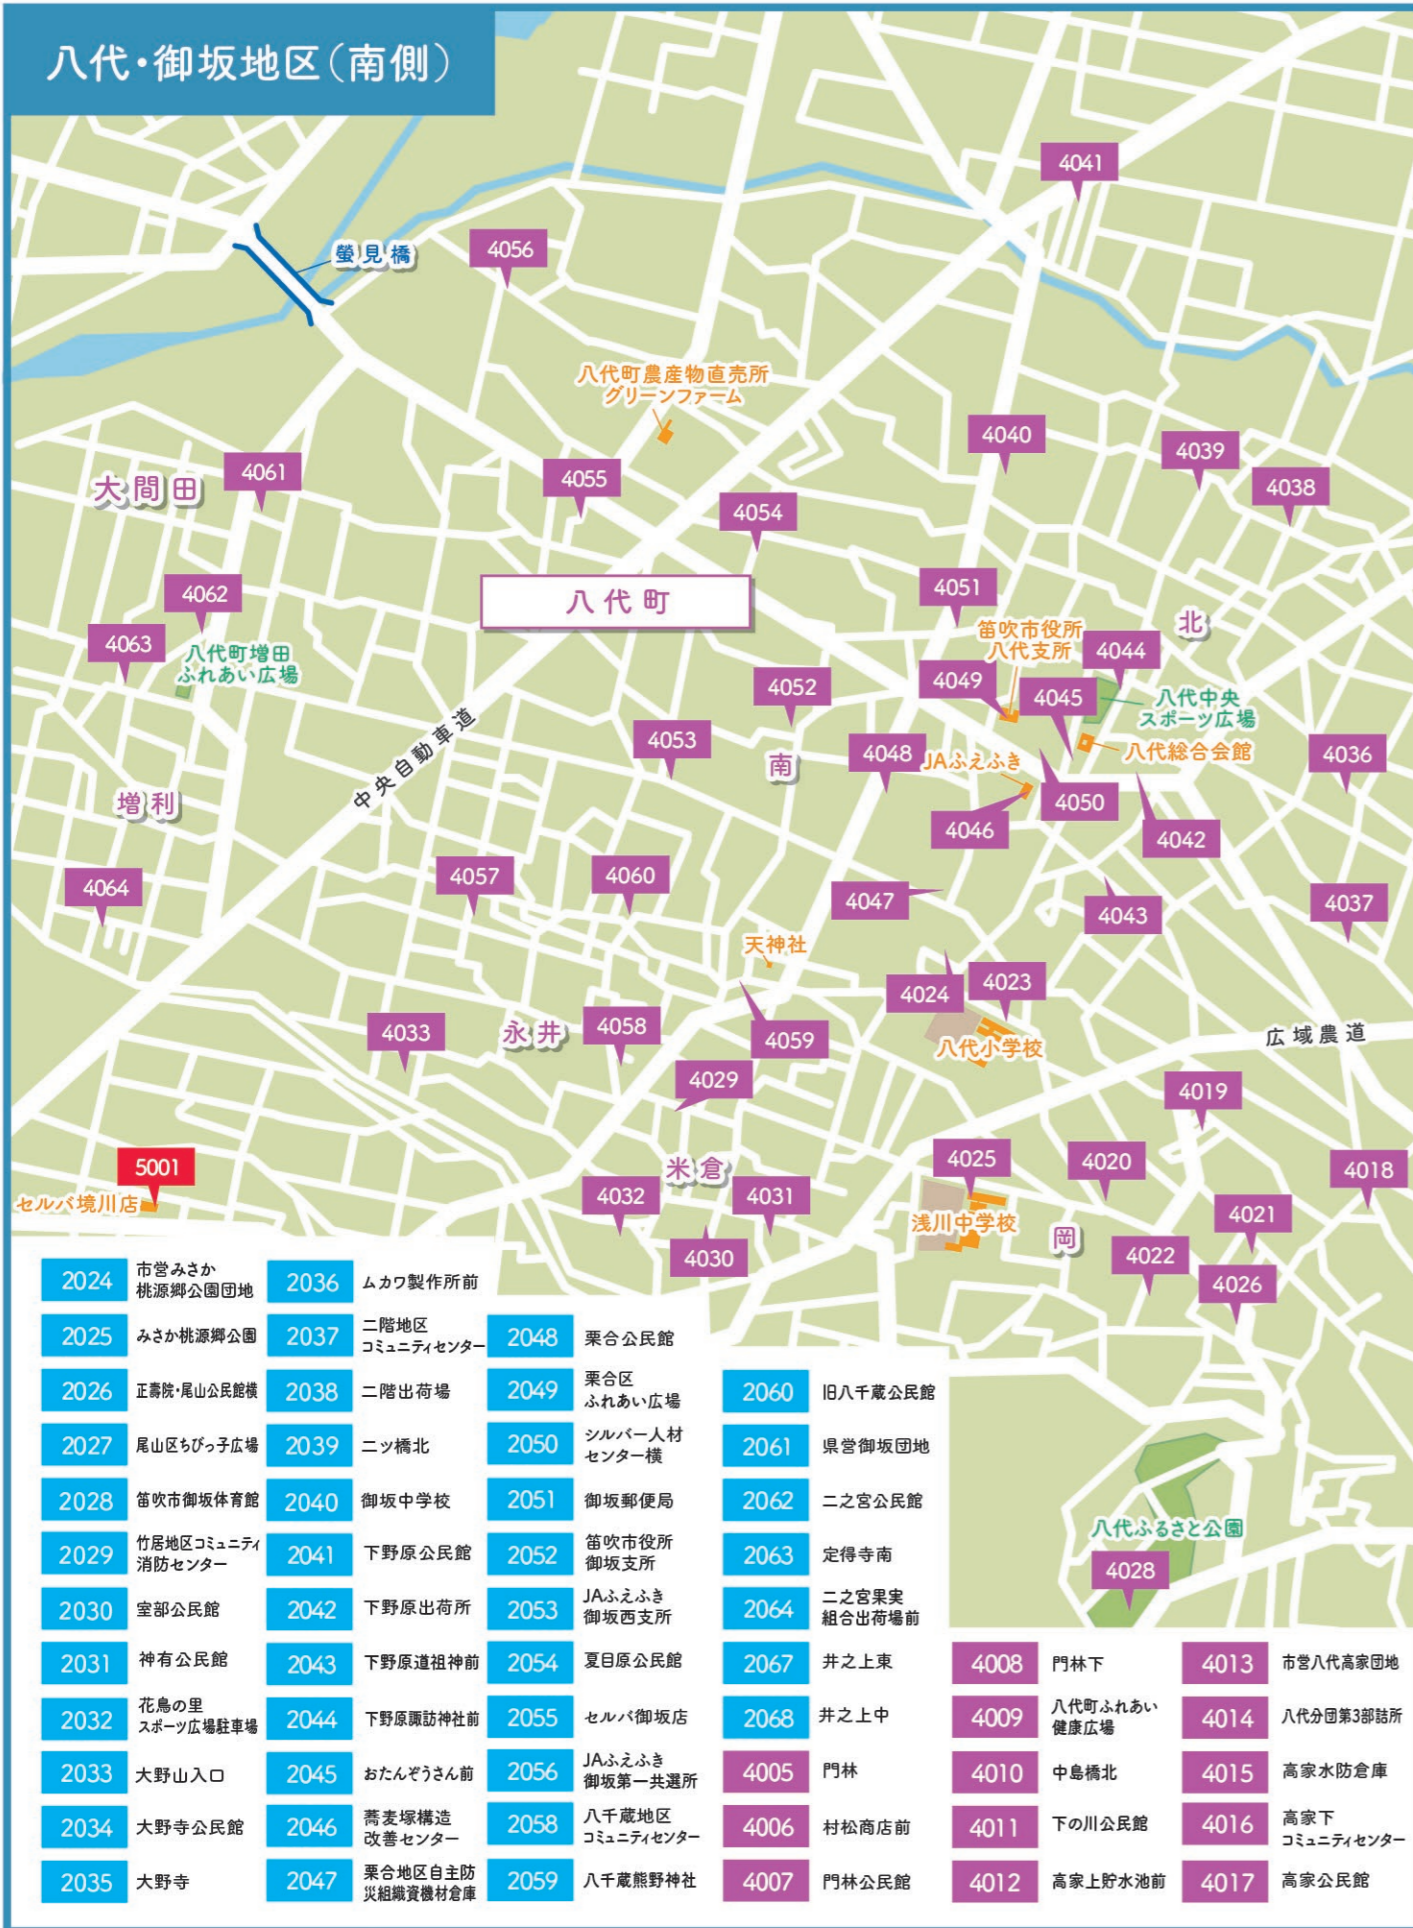 八代・御坂地区（南側）
4041
螢見橋
4056
八代町農産物直売所
グリーンファーム
4040
4039
4061
4055
4038
大間田
4054
4062
4051
八代町
笛吹市役所
八代支所
北
4063
八代町増田
ふれあい広場
4044
4052
4049
4045
八代中央
スポーツ広場
中央自動車道
4053
南
4048
JAふえふき
八代総合会館
4036
増利
4050
4046
4042
4064
4057
4060
4047
4043
4037
天神社
4024
4023
4033
永井
4058
4059
八代小学校
広域農道
4029
4019
5001
セルバ境川店
米倉
4025
4020
4018
4032
4031
浅川中学校
4021
岡
4030
4022
4026
八代ふるさと公園
4028
2024 市営みさか
桃源郷公園団地
2025 みさか桃源郷公園
2026 正壽院・尾山公民館横
2027 尾山区ちびっ子広場
2028 笛吹市御坂体育館
2029 竹居地区コミュニティ
消防センター
2030 室部公民館
2031 神有公民館
2032 花鳥の里
スポーツ広場駐車場
2033 大野山入口
2034 大野寺公民館
2035 大野寺
2036 ムカワ製作所前
2037 二階地区
コミュニティセンター
2038 二階出荷場
2039 二ッ橋北
2040 御坂中学校
2041 下野原公民館
2042 下野原出荷所
2043 下野原道祖神前
2044 下野原諏訪神社前
2045 おたんぞうさん前
2046 蕎麦塚構造
改善センター
2047 栗合地区自主防
災組織資機材倉庫
2048 栗合公民館
2049 栗合区
ふれあい広場
2050 シルバー人材
センター横
2051 御坂郵便局
2052 笛吹市役所
御坂支所
2053 JAふえふき
御坂西支所
2054 夏目原公民館
2055 セルバ御坂店
2056 JAふえふき
御坂第一共選所
2058 八千蔵地区
コミュニティセンター
2059 八千蔵熊野神社
2060 旧八千蔵公民館
2061 県営御坂団地
2062 二之宮公民館
2063 定得寺南
2064 二之宮果実
組合出荷場前
2067 井之上東
2068 井之上中
4005 門林
4006 村松商店前
4007 門林公民館
4008 門林下
4009 八代町ふれあい
健康広場
4010 中島橋北
4011 下の川公民館
4012 高家上貯水池前
4013 市営八代高家団地
4014 八代分団第3部詰所
4015 高家水防倉庫
4016 高家下
コミュニティセンター
4017 高家公民館